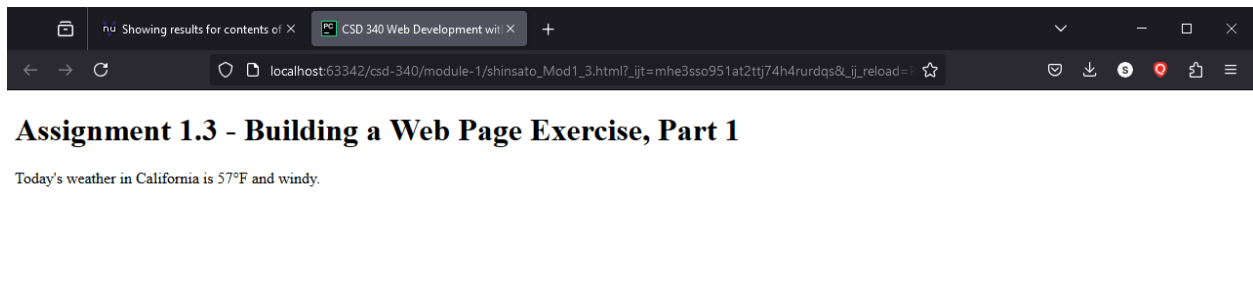 Showing results for contents of
CSD 340 Web Development with
localhost:63342/csd-340/module-1/shinsato_Mod1_3.html?_ijt=mhe3sso951at2ttj74h4rurdqs&_ij_reload=
Assignment 1.3 - Building a Web Page Exercise, Part 1
Today's weather in California is 57°F and windy.